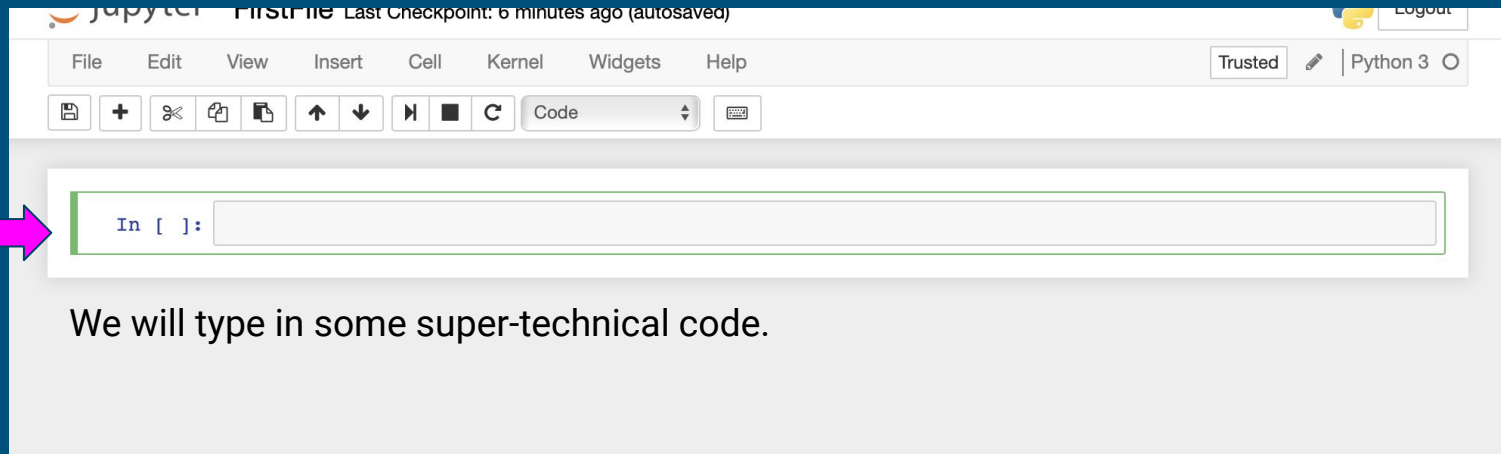 Jupyter FirstFile Last Checkpoint: 6 minutes ago (autosaved) Logout
File Edit View Insert Cell Kernel Widgets Help Trusted Python 3
Code
In [ ]:
We will type in some super-technical code.